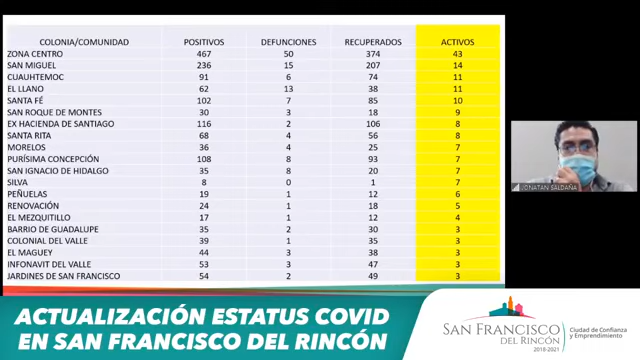 COLONIA/COMUNIDAD POSITIVOS DEFUNCIONES RECUPERADOS ACTIVOS
ZONA CENTRO 467 50 374 43
SAN MIGUEL 236 15 207 14
CUAUHTEMOC 91 6 74 11
EL LLANO 62 13 38 11
SANTA FÉ 102 7 85 10
SAN ROQUE DE MONTES 30 3 18 9
EX HACIENDA DE SANTIAGO 116 2 106 8
SANTA RITA 68 4 56 8
MORELOS 36 4 25 7
PURÍSIMA CONCEPCIÓN 108 8 93 7
SAN IGNACIO DE HIDALGO 35 8 20 7
SILVA 8 0 1 7
PEÑUELAS 19 1 12 6
RENOVACIÓN 24 1 18 5
EL MEZQUITILLO 17 1 12 4
BARRIO DE GUADALUPE 35 2 30 3
COLONIAL DEL VALLE 39 1 35 3
EL MAGUEY 44 3 38 3
INFONAVIT DEL VALLE 53 3 47 3
JARDINES DE SAN FRANCISCO 54 2 49 3
JONATAN SALDAÑA
ACTUALIZACIÓN ESTATUS COVID
EN SAN FRANCISCO DEL RINCÓN
SAN FRANCISCO
DEL RINCÓN
2018-2021
Ciudad de Confianza
y Emprendimiento